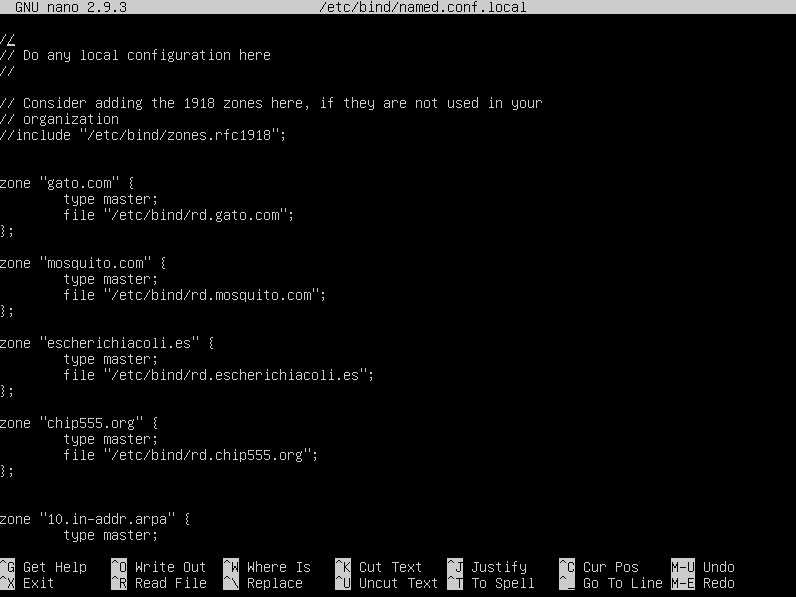 GNU nano 2.9.3 /etc/bind/named.conf.local
//
// Do any local configuration here
//
// Consider adding the 1918 zones here, if they are not used in your
// organization
//include "/etc/bind/zones.rfc1918";
zone "gato.com" {
type master;
file "/etc/bind/rd.gato.com";
};
zone "mosquito.com" {
type master;
file "/etc/bind/rd.mosquito.com";
};
zone "escherichiacoli.es" {
type master;
file "/etc/bind/rd.escherichiacoli.es";
};
zone "chip555.org" {
type master;
file "/etc/bind/rd.chip555.org";
};
zone "10.in-addr.arpa" {
type master;
^G Get Help ^O Write Out ^W Where Is ^K Cut Text ^J Justify ^C Cur Pos M-U Undo
^X Exit ^R Read File ^\ Replace ^U Uncut Text ^T To Spell ^_ Go To Line M-E Redo